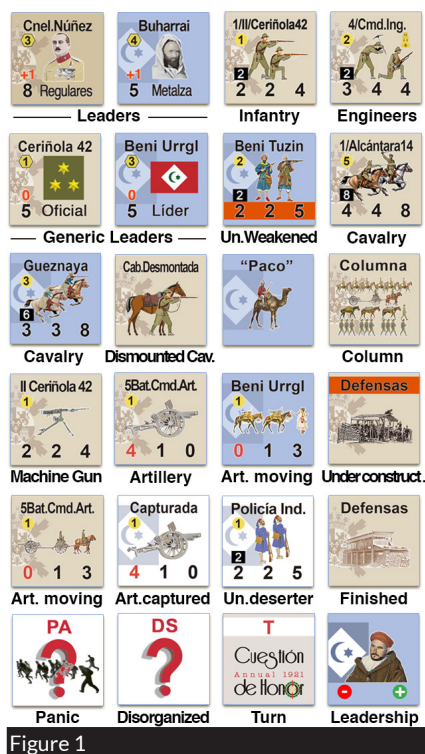 Cnel.Núñez
3
+1
8 Regulares
Buharrai
4
+1
5 Metalza
Leaders
1/II/Ceriñola42
1
2
2 2 4
Infantry
4/Cmd.Ing.
2
2
3 4 4
Engineers
Ceriñola 42
1
0
5 Oficial
Beni Urrgl
3
0
5 Líder
Generic Leaders
Beni Tuzin
2
2
2 2 5
Un.Weakened
1/Alcántara14
5
8
4 4 8
Cavalry
Gueznaya
3
6
3 3 8
Cavalry
Cab.Desmontada
Dismounted Cav.
"Paco"
Columna
Column
II Ceriñola 42
1
2 2 4
Machine Gun
5Bat.Cmd.Art.
1
4 1 0
Artillery
Beni Urrgl
1
0 1 3
Art. moving
Defensas
Under construct.
5Bat.Cmd.Art.
1
0 1 3
Art. moving
Capturada
1
4 1 0
Art.captured
Policía Ind.
1
2
2 2 5
Un.deserter
Defensas
Finished
PA
?
Panic
DS
?
Disorganized
T
Cuestión
Annual 1921
de Honor
Turn
- +
Leadership
Figure 1